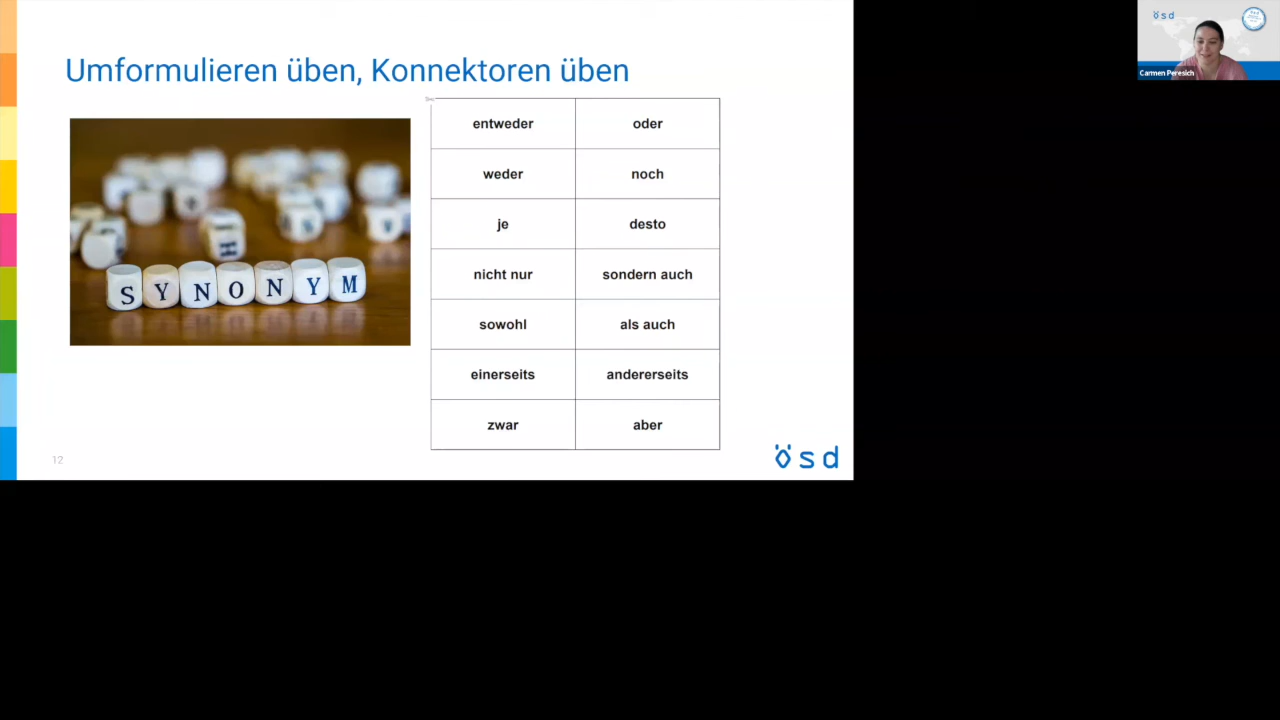 Umformulieren üben, Konnektoren üben
entweder oder
weder noch
je desto
nicht nur sondern auch
sowohl als auch
einerseits andererseits
zwar aber
H
SYNONYM
12
ösd
ösd
Carmen Peresich